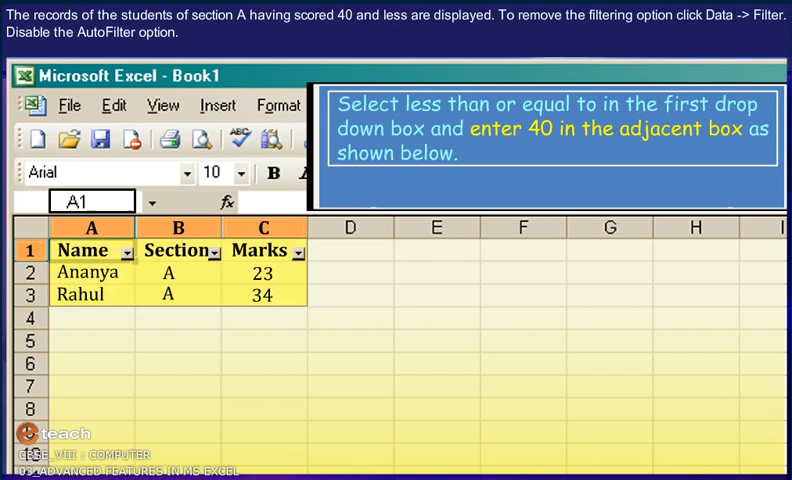 The records of the students of section A having scored 40 and less are displayed. To remove the filtering option click Data -> Filter.
Disable the AutoFilter option.
Microsoft Excel - Book1
File Edit View Insert Format
Select less than or equal to in the first drop
down box and enter 40 in the adjacent box as
shown below.
ABC
Arial 10 B
A1 fx
A B C D E F G H I
1 Name Section Marks
2 Ananya A 23
3 Rahul A 34
4
5
6
7
8
9
10
e teach
CBSE_VIII : COMPUTER
03_ADVANCED FEATURES IN MS EXCEL